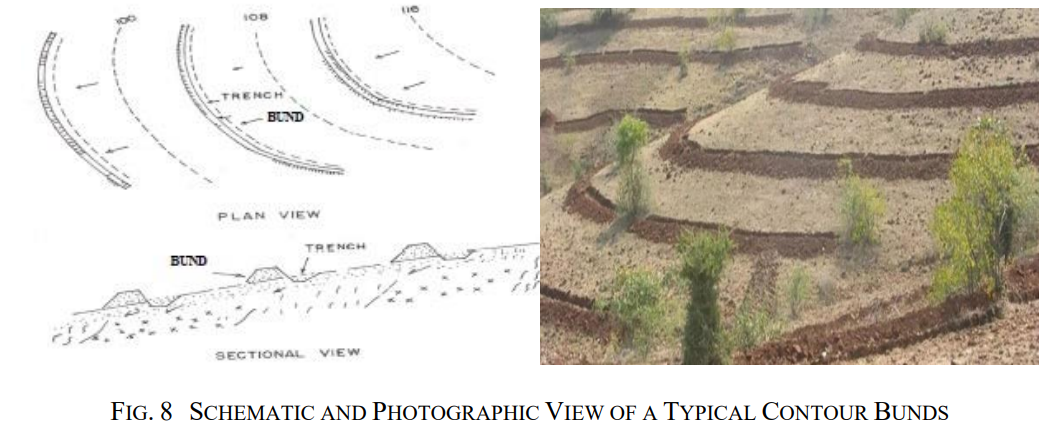 100
108
116
TRENCH
BUND
PLAN VIEW
TRENCH
BUND
SECTIONAL VIEW
FIG. 8 SCHEMATIC AND PHOTOGRAPHIC VIEW OF A TYPICAL CONTOUR BUNDS